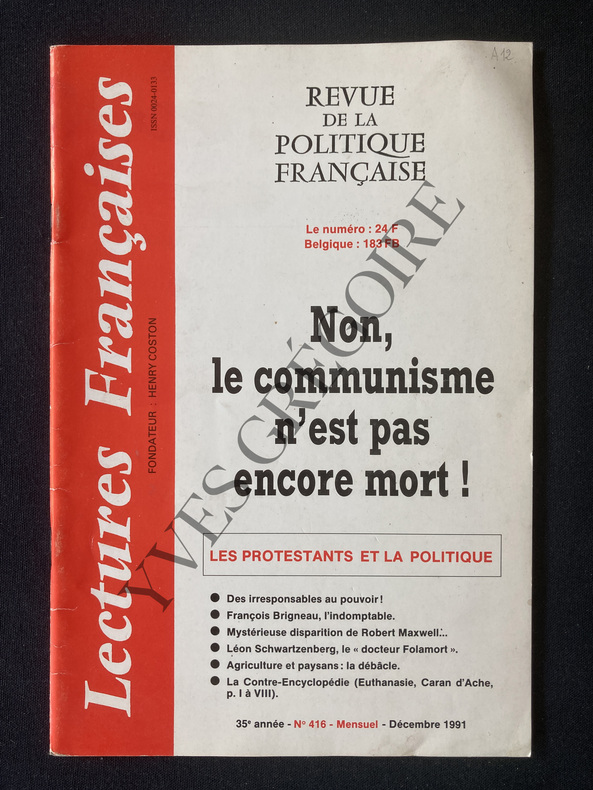 A12
REVUE
DE LA
POLITIQUE
FRANÇAISE
Le numéro : 24 F
Belgique : 183 FB
Non,
le communisme
n'est pas
encore mort !
LES PROTESTANTS ET LA POLITIQUE
● Des irresponsables au pouvoir !
● François Brigneau, l'indomptable.
● Mystérieuse disparition de Robert Maxwell...
● Léon Schwartzenberg, le « docteur Folamort ».
● Agriculture et paysans : la débâcle.
● La Contre-Encyclopédie (Euthanasie, Caran d'Ache,
p. I à VIII).
35e année - N° 416 - Mensuel - Décembre 1991
Lectures Françaises
ISSN 0024-0133
FONDATEUR : HENRY COSTON
YVES GRÉGOIRE